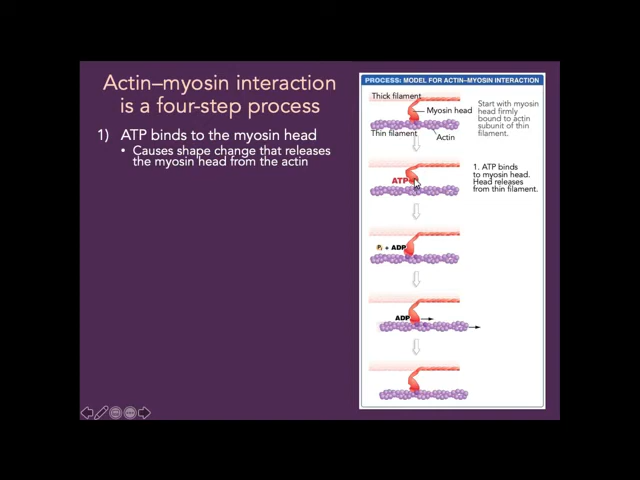 Actin–myosin interaction
is a four-step process
1) ATP binds to the myosin head
• Causes shape change that releases
the myosin head from the actin
PROCESS: MODEL FOR ACTIN–MYOSIN INTERACTION
Thick filament
Myosin head
Thin filament
Actin
Start with myosin
head firmly
bound to actin
subunit of thin
filament.
ATP
1. ATP binds
to myosin head.
Head releases
from thin filament.
P + ADP
ADP